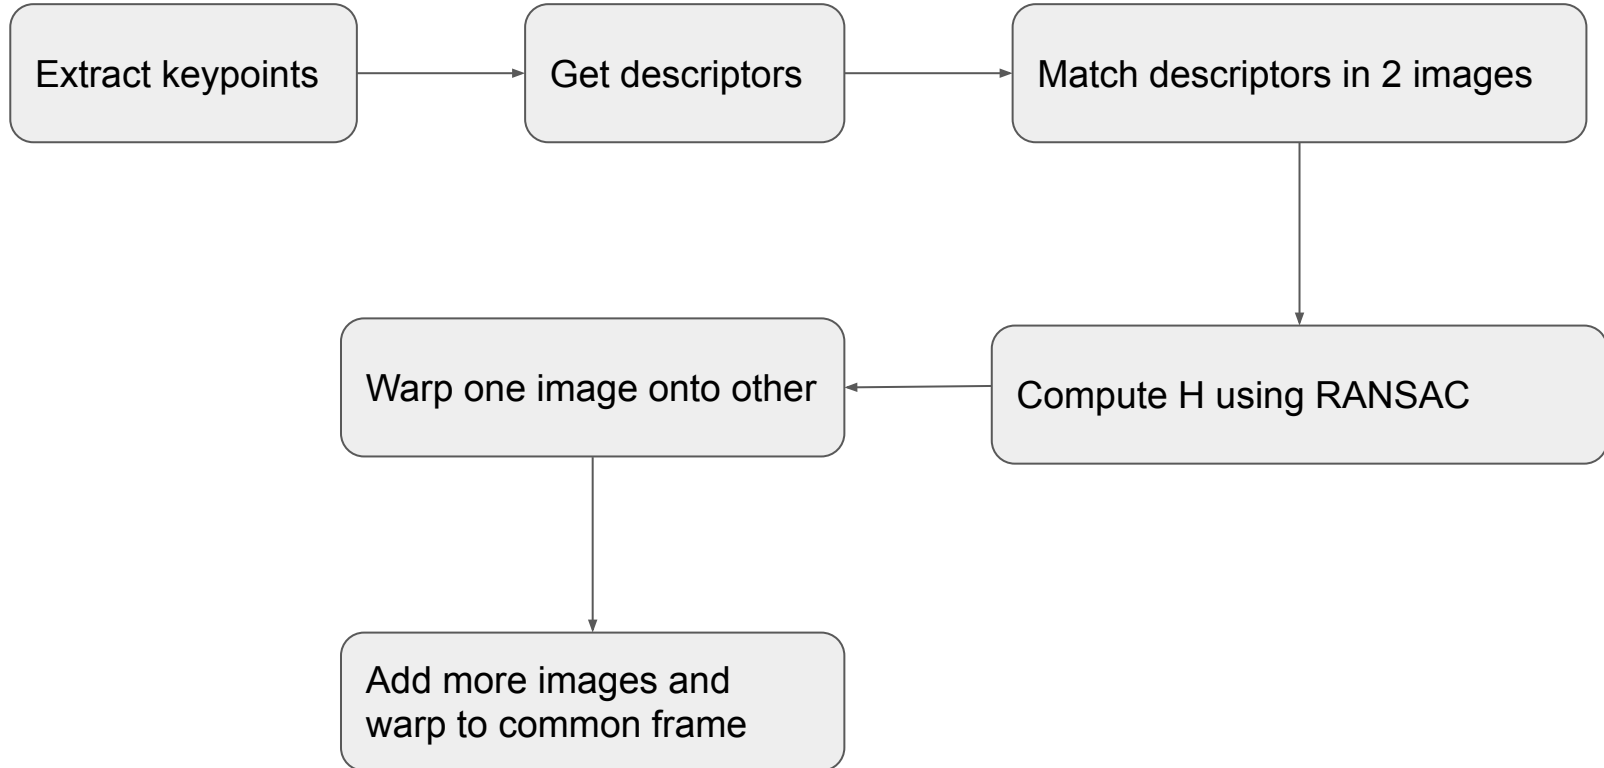 Extract keypoints
Get descriptors
Match descriptors in 2 images
Compute H using RANSAC
Warp one image onto other
Add more images and
warp to common frame